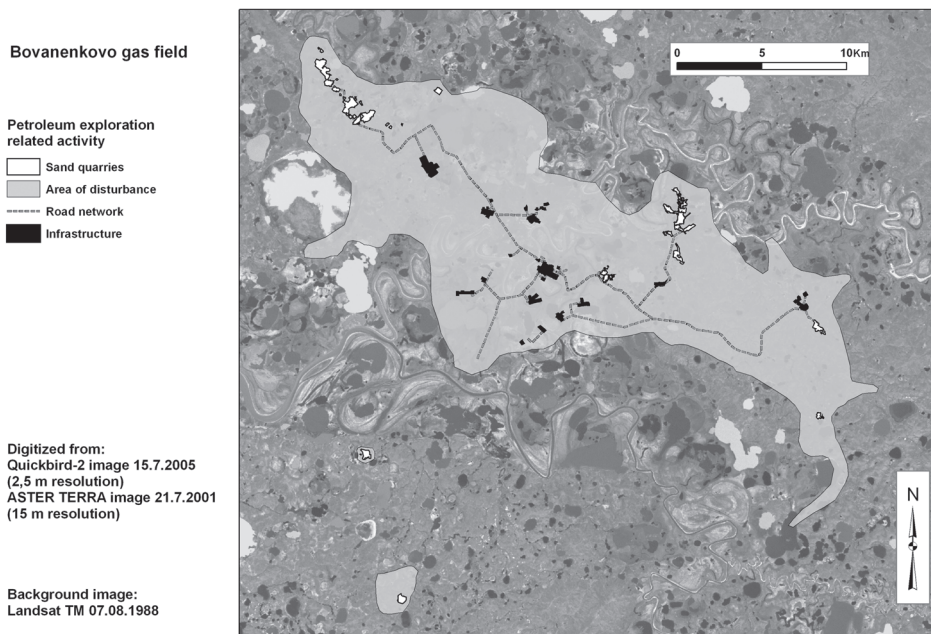 Bovanenkovo gas field
Petroleum exploration
related activity
Sand quarries
Area of disturbance
Road network
Infrastructure
Digitized from:
Quickbird-2 image 15.7.2005
(2,5 m resolution)
ASTER TERRA image 21.7.2001
(15 m resolution)
Background image:
Landsat TM 07.08.1988
0 5 10Km
N